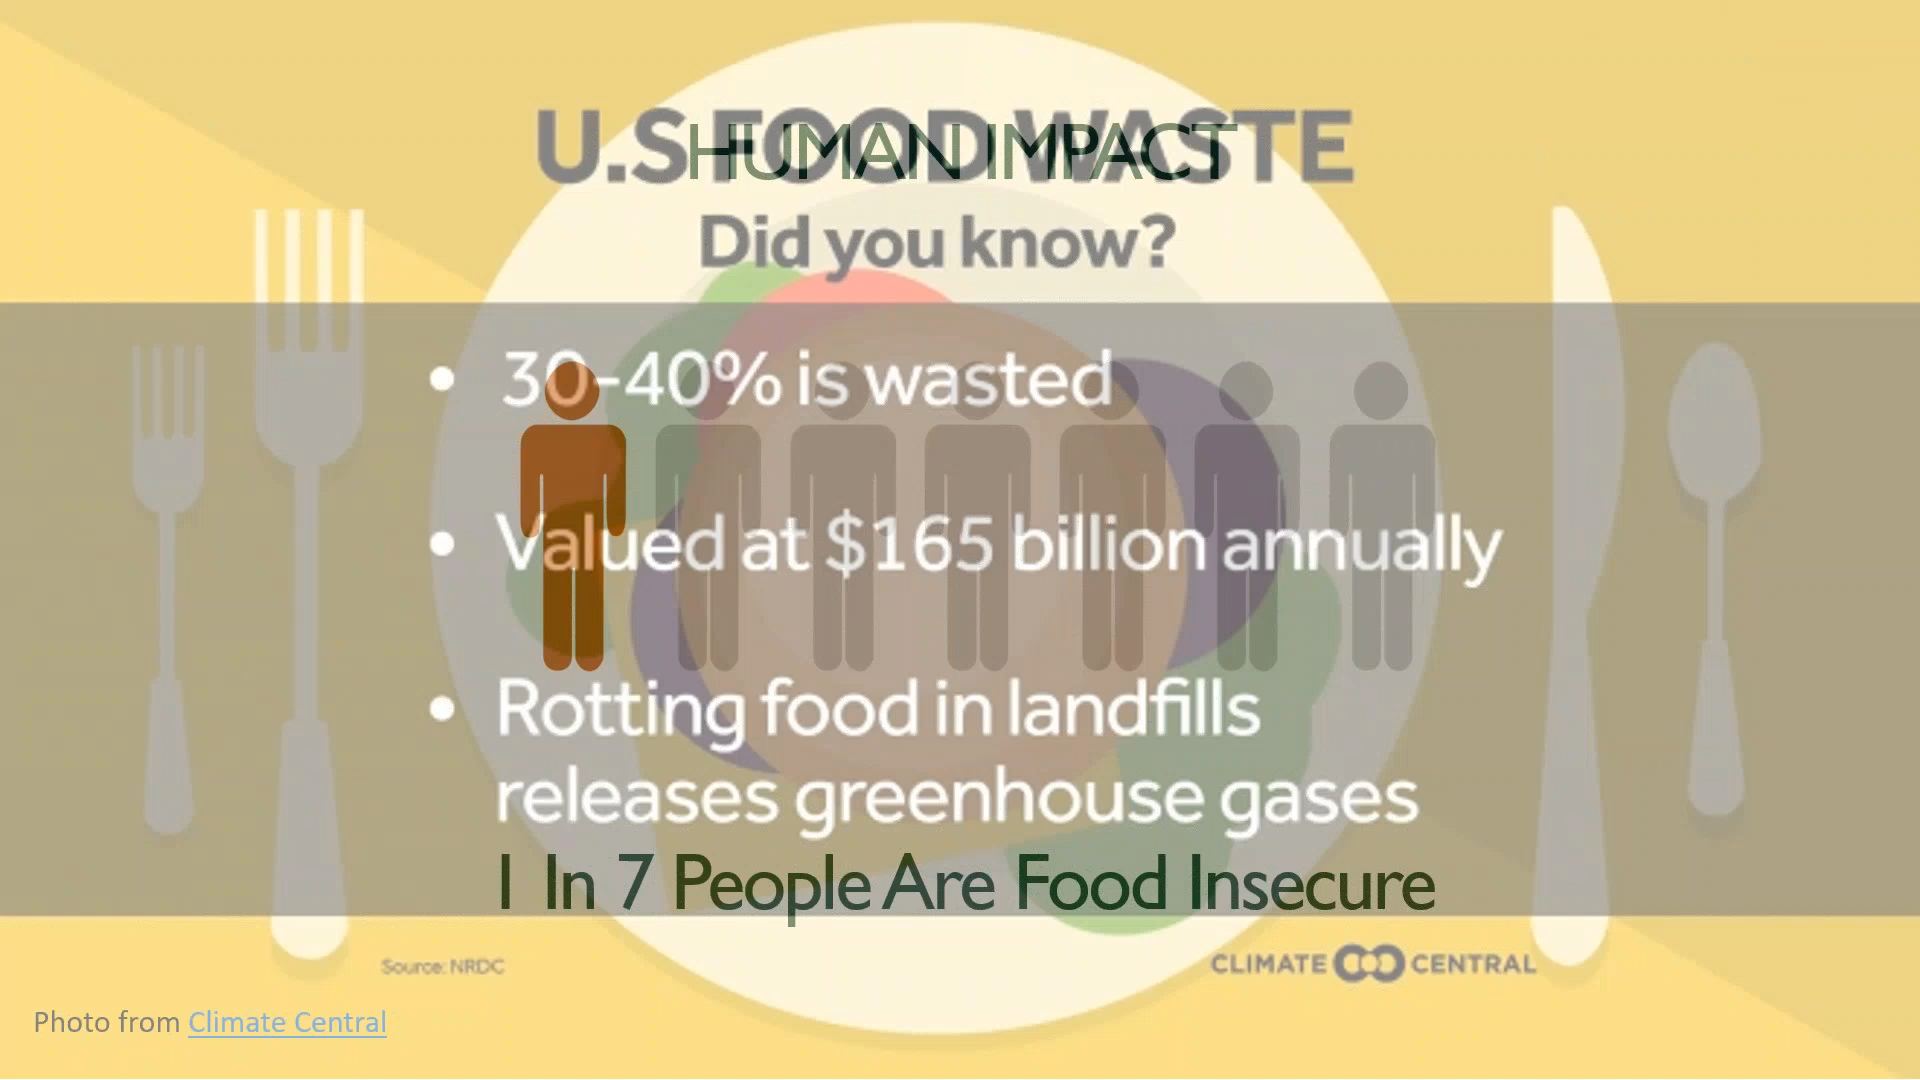 U.S FOOD WASTE
HUMAN IMPACT
Did you know?
• 30-40% is wasted
• Valued at $165 billion annually
• Rotting food in landfills
releases greenhouse gases
1 In 7 People Are Food Insecure
Source: NRDC
CLIMATE CENTRAL
Photo from Climate Central